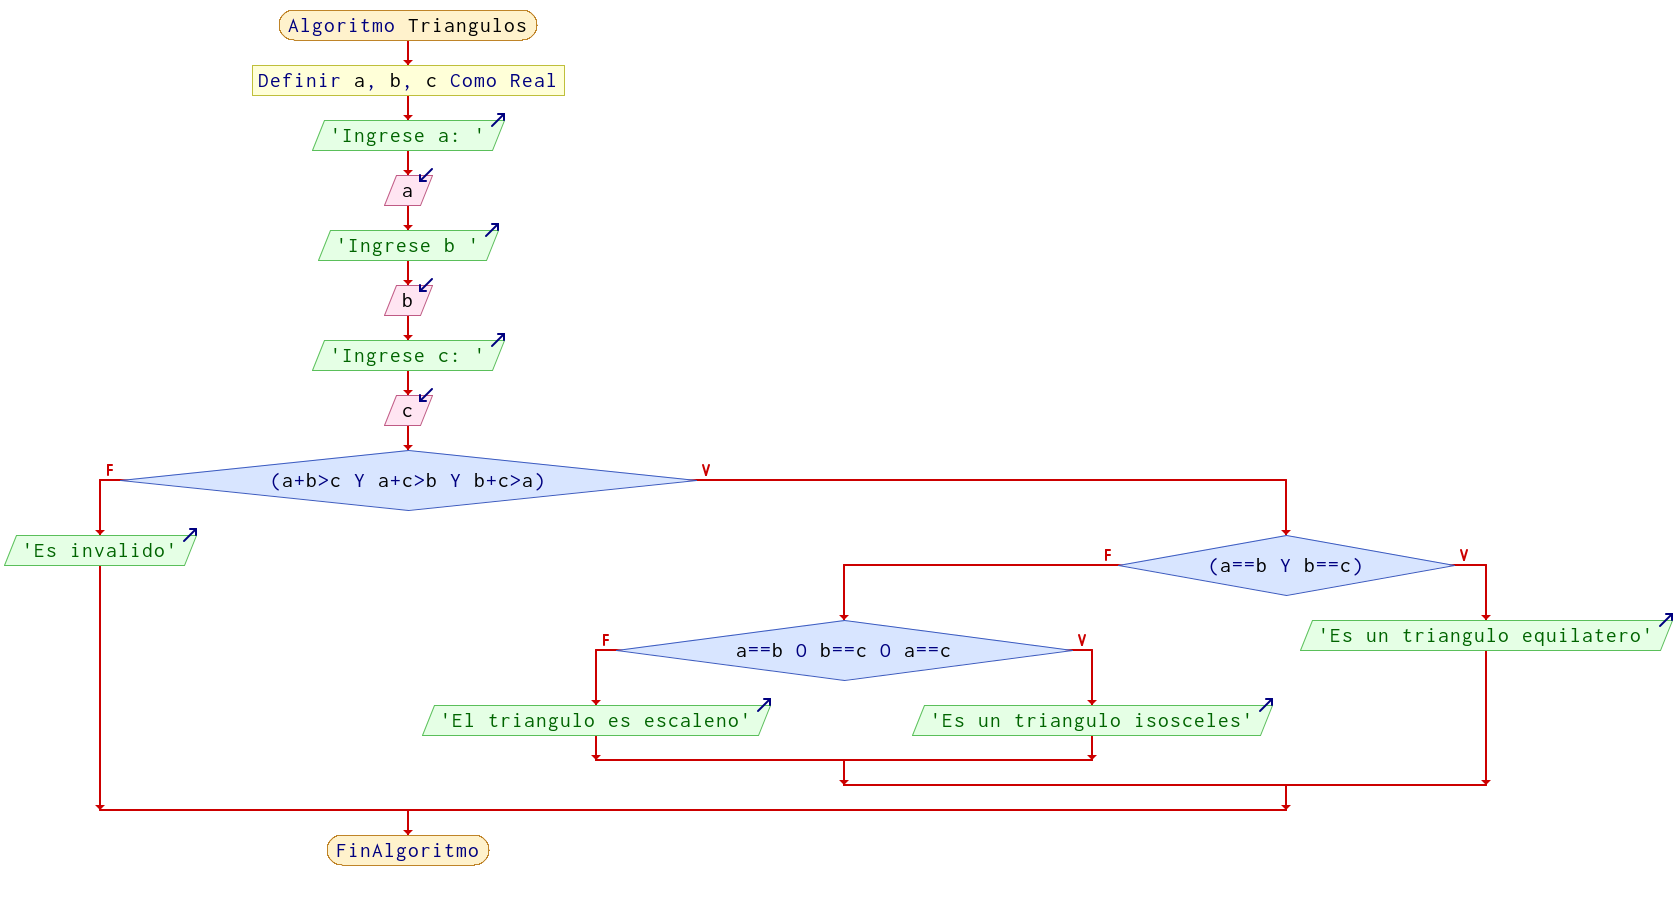 Algoritmo Triangulos
Definir a, b, c Como Real
'Ingrese a: '
a
'Ingrese b '
b
'Ingrese c: '
c
F
(a+b>c Y a+c>b Y b+c>a)
V
'Es invalido'
F
(a==b Y b==c)
V
F
a==b O b==c O a==c
V
'Es un triangulo equilatero'
'El triangulo es escaleno'
'Es un triangulo isosceles'
FinAlgoritmo